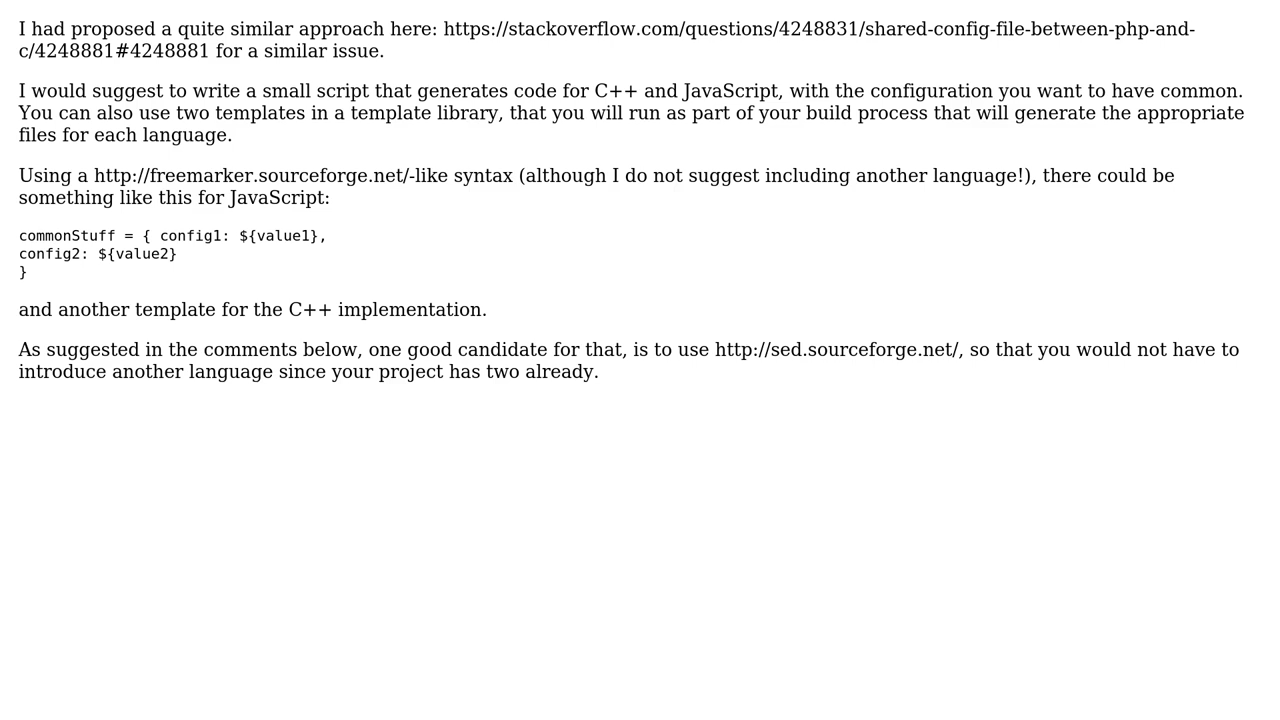 I had proposed a quite similar approach here: https://stackoverflow.com/questions/4248831/shared-config-file-between-php-and-
c/4248881#4248881 for a similar issue.
I would suggest to write a small script that generates code for C++ and JavaScript, with the configuration you want to have common.
You can also use two templates in a template library, that you will run as part of your build process that will generate the appropriate
files for each language.
Using a http://freemarker.sourceforge.net/-like syntax (although I do not suggest including another language!), there could be
something like this for JavaScript:
commonStuff = { config1: ${value1},
config2: ${value2}
}
and another template for the C++ implementation.
As suggested in the comments below, one good candidate for that, is to use http://sed.sourceforge.net/, so that you would not have to
introduce another language since your project has two already.